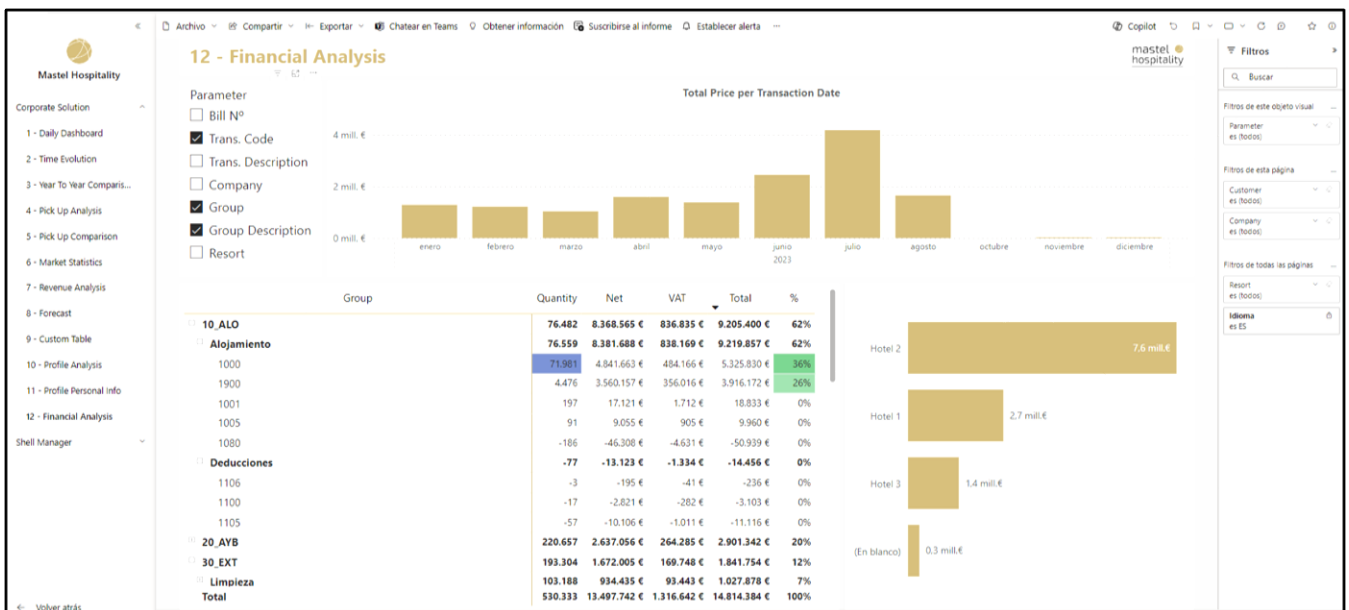 Mastel Hospitality
Corporate Solution
1 - Daily Dashboard
2 - Time Evolution
3 - Year To Year Comparis...
4 - Pick Up Analysis
5 - Pick Up Comparison
6 - Market Statistics
7 - Revenue Analysis
8 - Forecast
9 - Custom Table
10 - Profile Analysis
11 - Profile Personal Info
12 - Financial Analysis
Shell Manager
Volver atrás
Archivo Compartir Exportar Chatear en Teams Obtener información Suscribirse al informe Establecer alerta ... Copilot
12 - Financial Analysis
mastel
hospitality
Parameter
Bill Nº
Trans. Code
Trans. Description
Company
Group
Group Description
Resort
Total Price per Transaction Date
4 mill. €
2 mill. €
0 mill. €
enero febrero marzo abril mayo junio julio agosto octubre noviembre diciembre
2023
Group Quantity Net VAT Total %
10_ALO 76.482 8.368.565 € 836.835 € 9.205.400 € 62%
Alojamiento 76.559 8.381.688 € 838.169 € 9.219.857 € 62%
1000 71.981 4.841.663 € 484.166 € 5.325.830 € 36%
1900 4.476 3.560.157 € 356.016 € 3.916.172 € 26%
1001 197 17.121 € 1.712 € 18.833 € 0%
1005 91 9.055 € 905 € 9.960 € 0%
1080 -186 -46.308 € -4.631 € -50.939 € 0%
Deducciones -77 -13.123 € -1.334 € -14.456 € 0%
1106 -3 -195 € -41 € -236 € 0%
1100 -17 -2.821 € -282 € -3.103 € 0%
1105 -57 -10.106 € -1.011 € -11.116 € 0%
20_AYB 220.657 2.637.056 € 264.285 € 2.901.342 € 20%
30_EXT 193.304 1.672.005 € 169.748 € 1.841.754 € 12%
Limpieza 103.188 934.435 € 93.443 € 1.027.878 € 7%
Total 530.333 13.497.742 € 1.316.642 € 14.814.384 € 100%
Hotel 2 7.6 mill.€
Hotel 1 2,7 mill.€
Hotel 3 1.4 mill.€
(En blanco) 0.3 mill.€
Filtros
Buscar
Filtros de este objeto visual ...
Parameter
es (todos)
Filtros de esta página ...
Customer
es (todos)
Company
es (todos)
Filtros de todas las páginas ...
Resort
es (todos)
Idioma
es ES